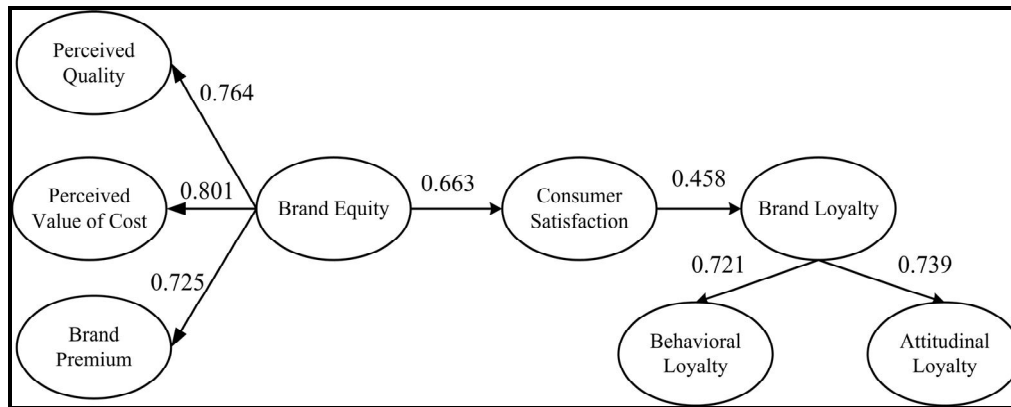 Perceived
Quality
0.764
Perceived
Value of Cost
0.801
Brand Equity
0.663
Consumer
Satisfaction
0.458
Brand Loyalty
0.725
Brand
Premium
0.721
0.739
Behavioral
Loyalty
Attitudinal
Loyalty